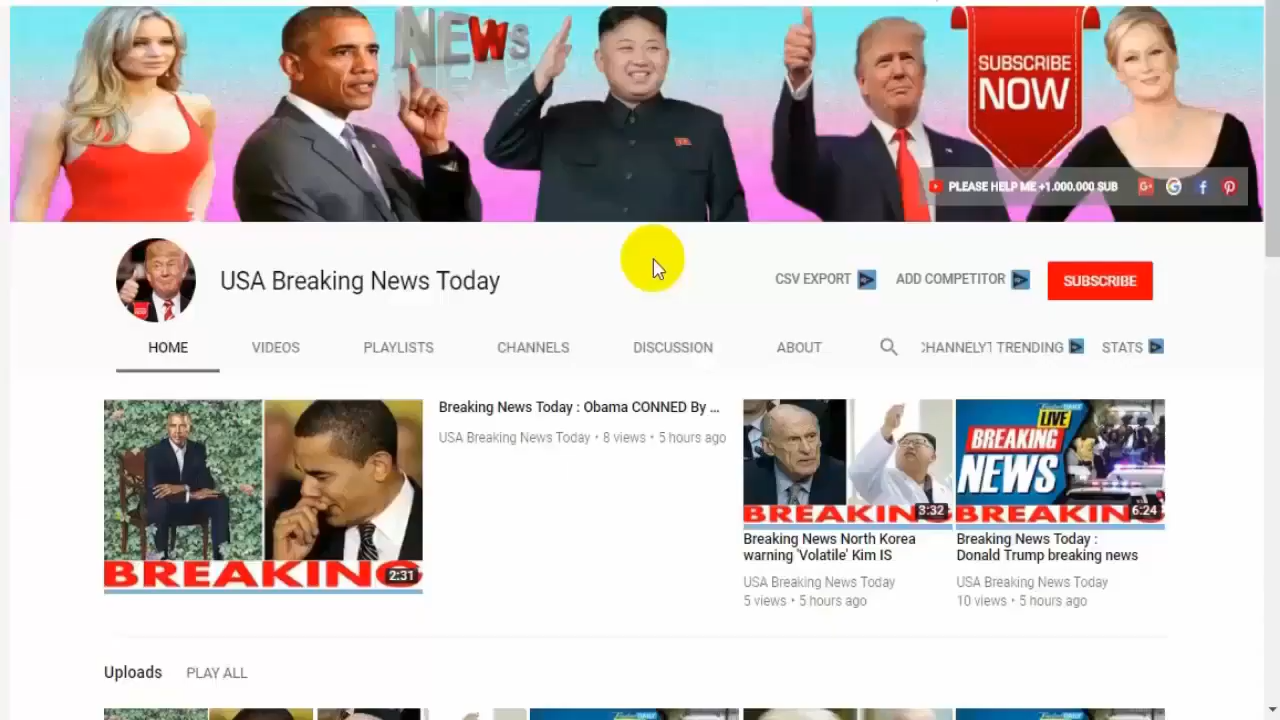 NEWS
SUBSCRIBE
NOW
PLEASE HELP ME +1.000.000 SUB
USA Breaking News Today
CSV EXPORT
ADD COMPETITOR
SUBSCRIBE
HOME
VIDEOS
PLAYLISTS
CHANNELS
DISCUSSION
ABOUT
TRENDING
STATS
Breaking News Today : Obama CONNED By ...
USA Breaking News Today • 8 views • 5 hours ago
BREAKING
2:31
BREAKIN
3:32
Breaking News North Korea
warning 'Volatile' Kim IS
USA Breaking News Today
5 views • 5 hours ago
LIVE
BREAKING
NEWS
BREAKIN
6:24
Breaking News Today :
Donald Trump breaking news
USA Breaking News Today
10 views • 5 hours ago
Uploads
PLAY ALL